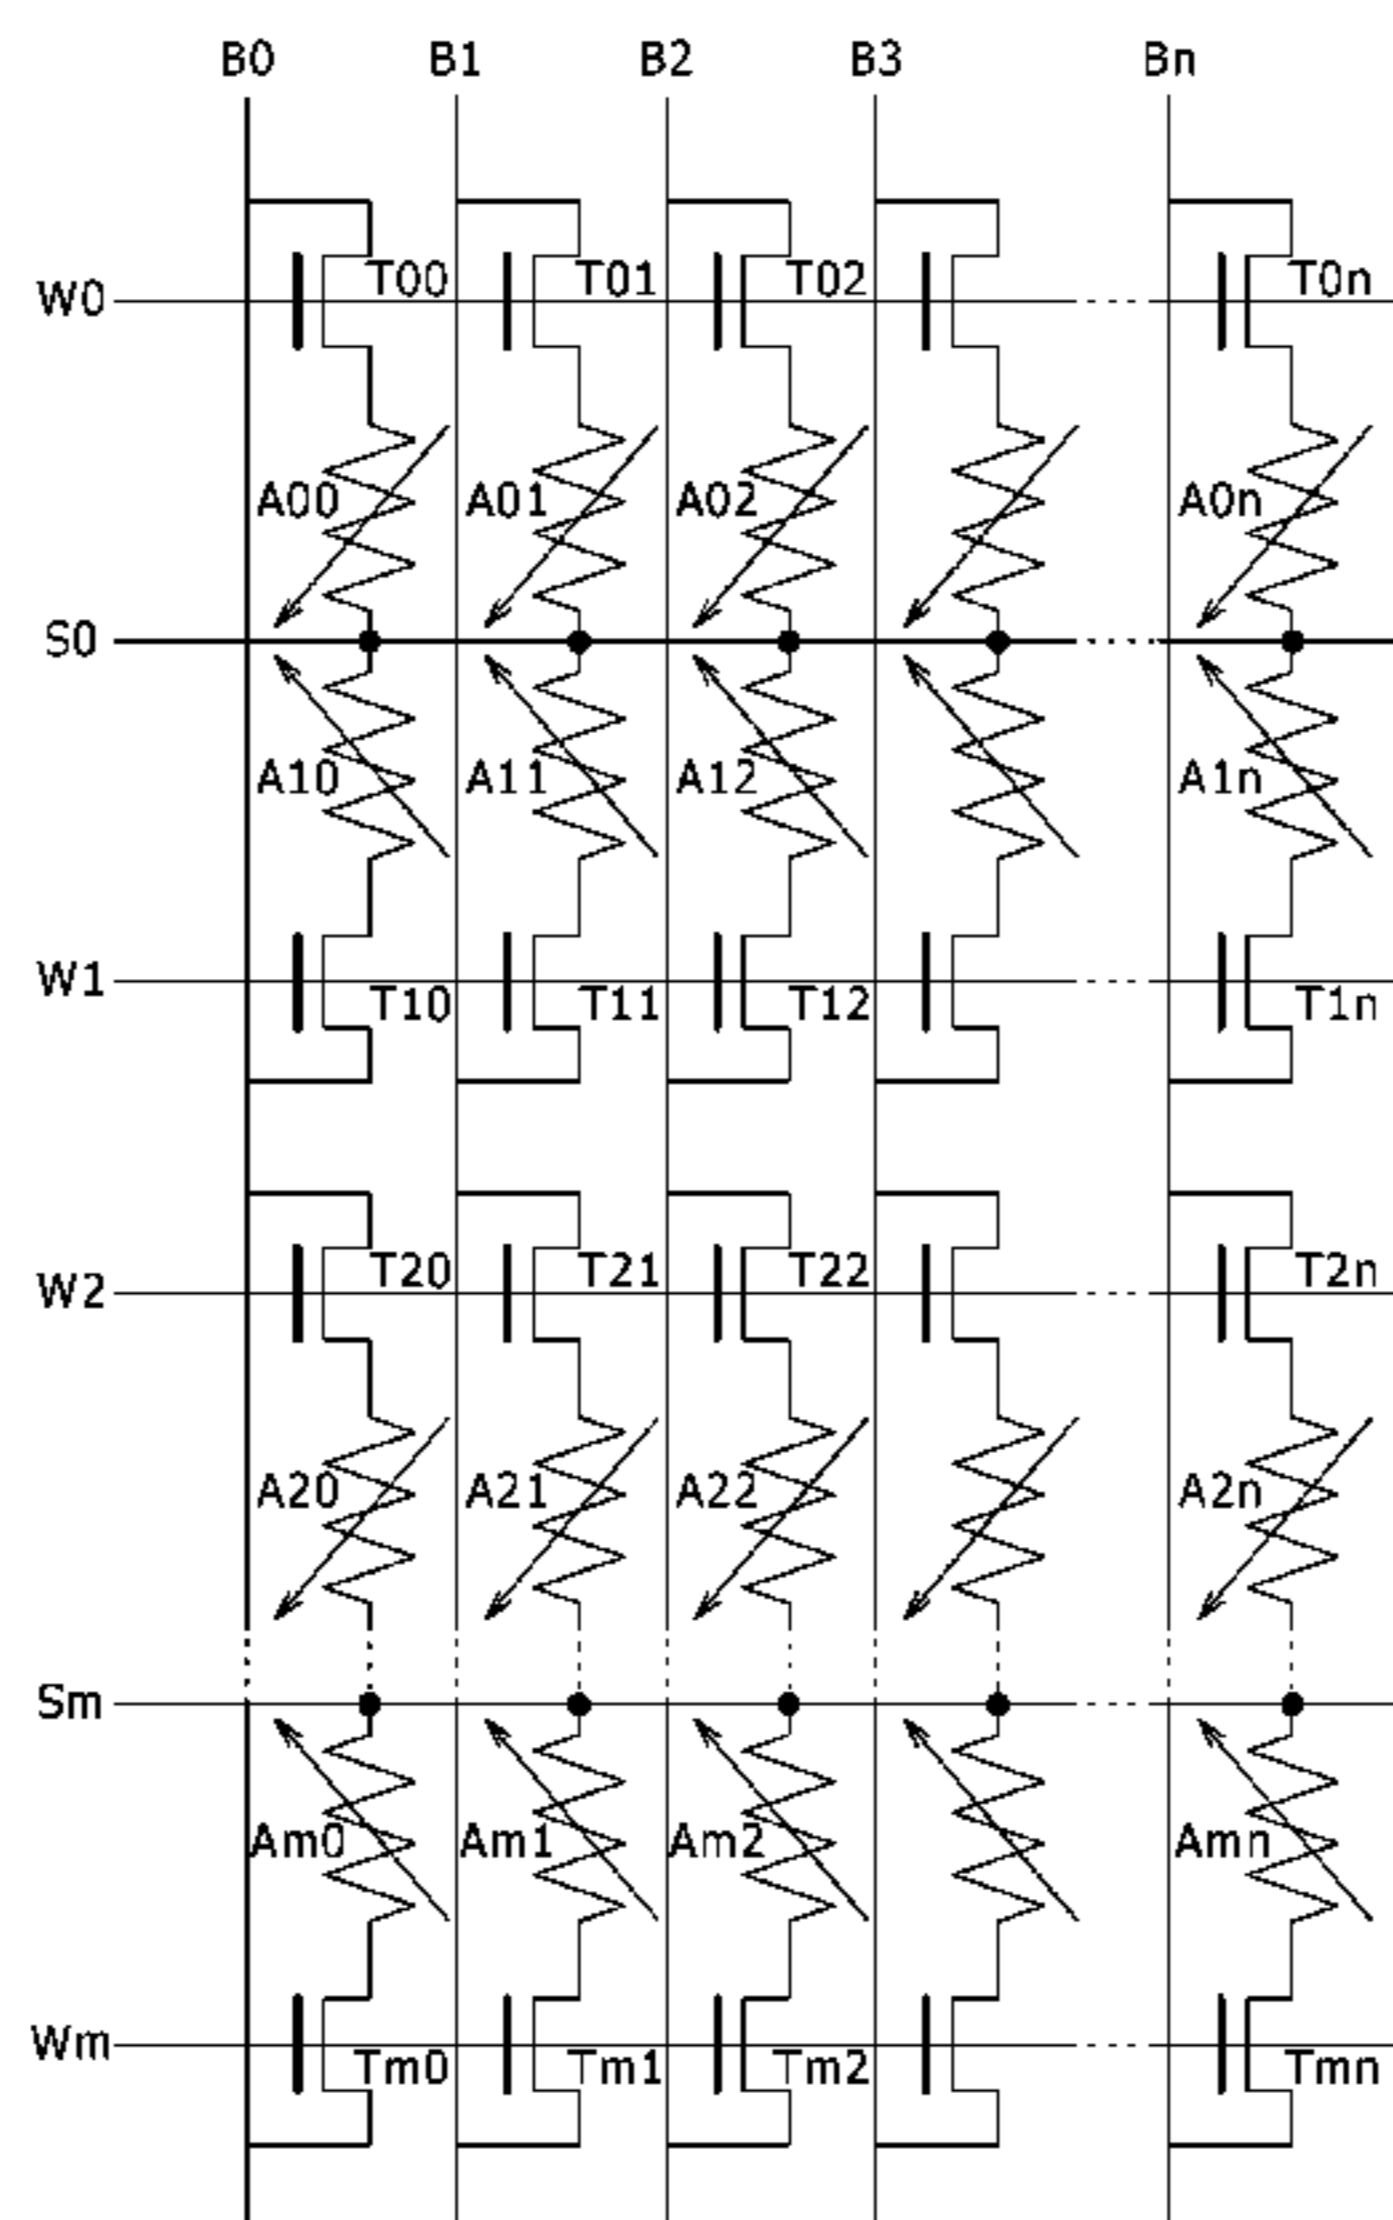 B0 B1 B2 B3 Bn
W0 T00 T01 T02 T0n
A00 A01 A02 A0n
S0
A10 A11 A12 A1n
W1 T10 T11 T12 T1n
W2 T20 T21 T22 T2n
A20 A21 A22 A2n
Sm
Am0 Am1 Am2 Amn
Wm Tm0 Tm1 Tm2 Tmn